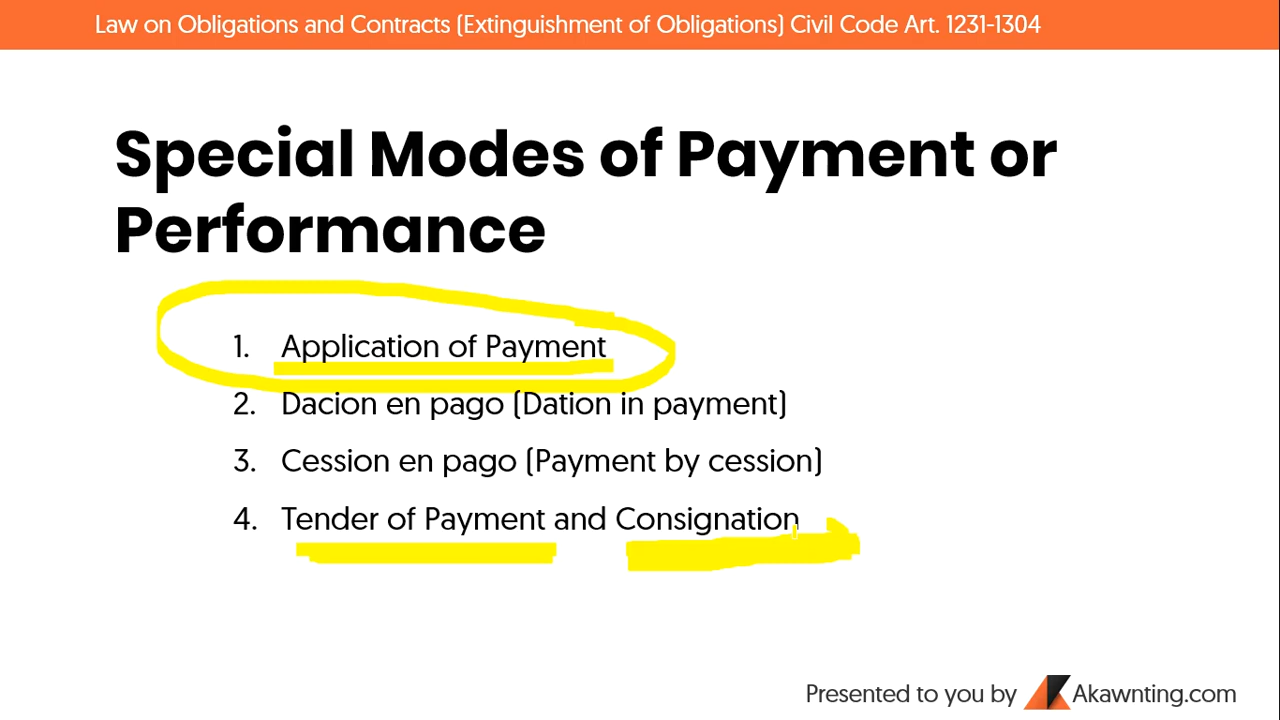 Law on Obligations and Contracts (Extinguishment of Obligations) Civil Code Art. 1231-1304
Special Modes of Payment or
Performance
1. Application of Payment
2. Dacion en pago (Dation in payment)
3. Cession en pago (Payment by cession)
4. Tender of Payment and Consignation
Presented to you by Akawnting.com